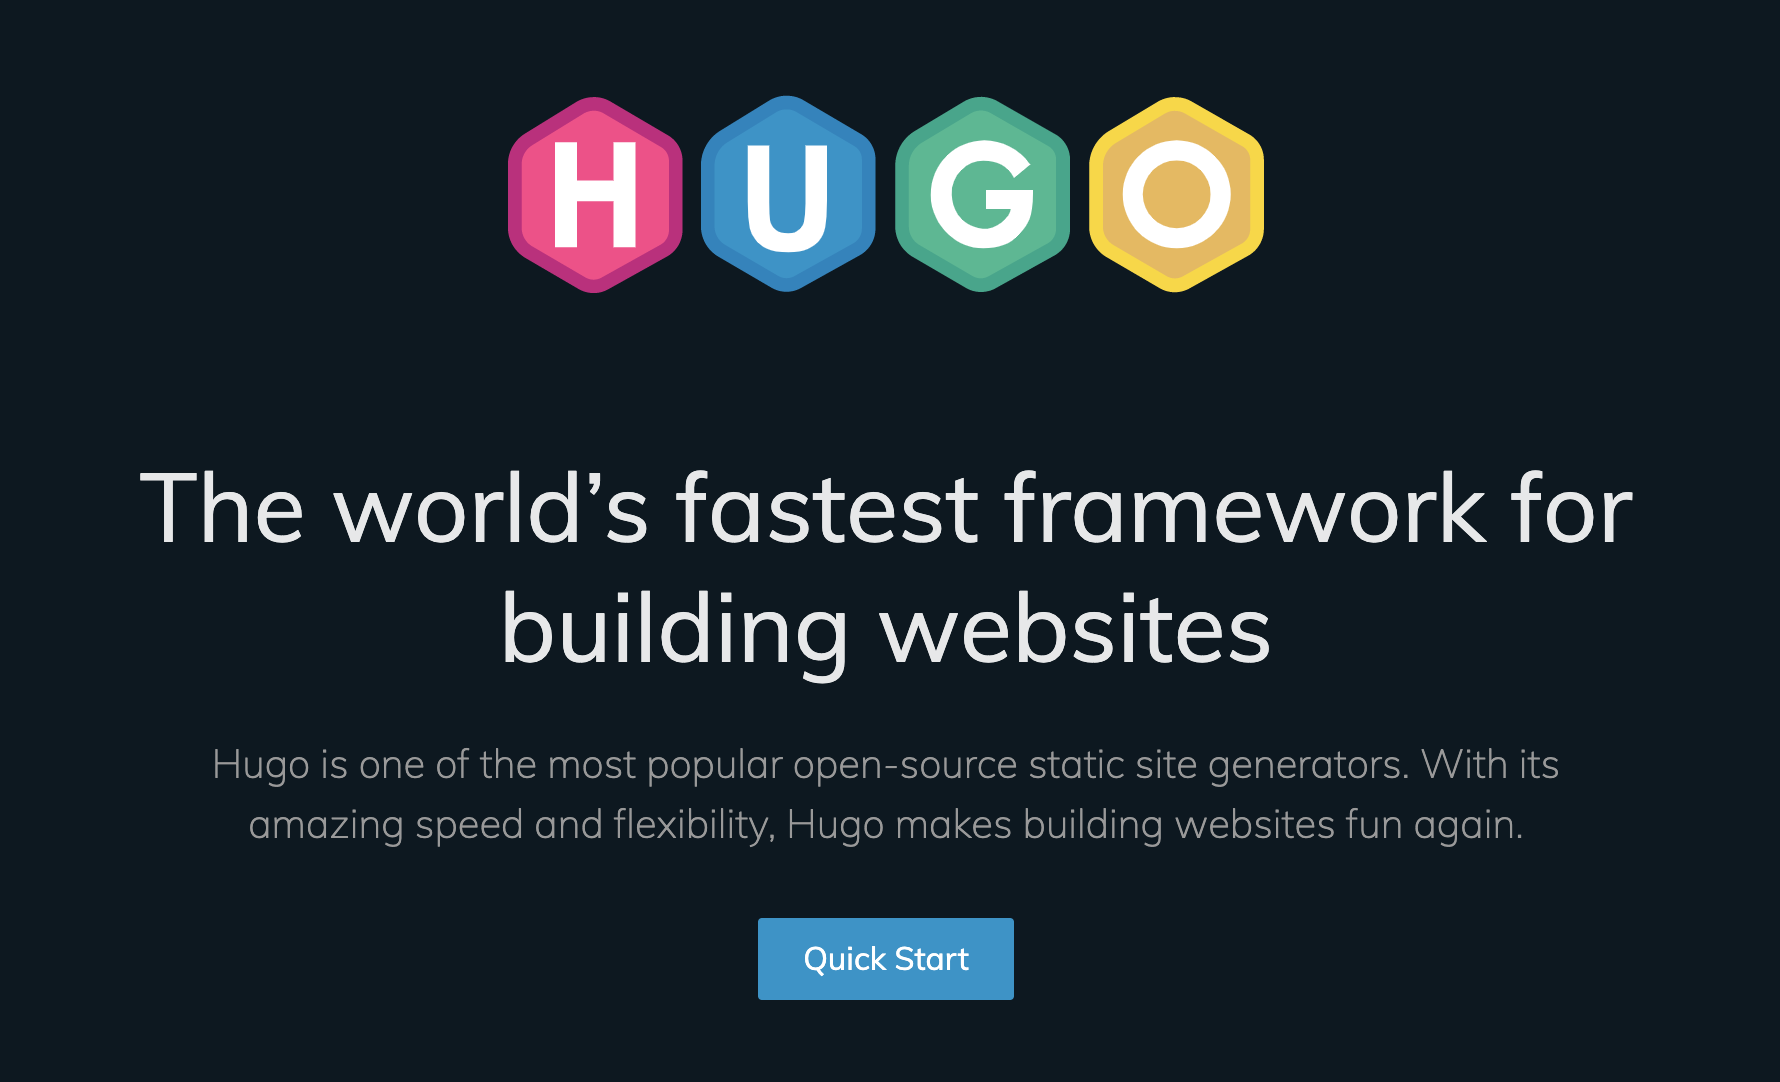 HUGO
The world’s fastest framework for
building websites
Hugo is one of the most popular open-source static site generators. With its
amazing speed and flexibility, Hugo makes building websites fun again.
Quick Start